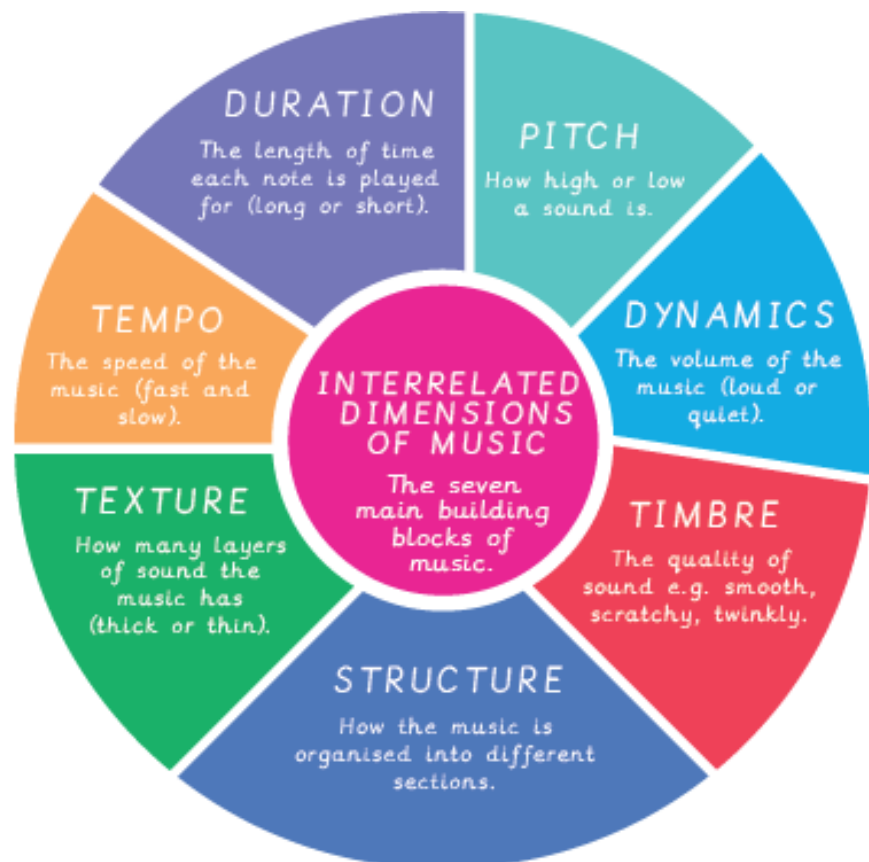 DURATION
The length of time
each note is played
for (long or short).
PITCH
How high or low
a sound is.
DYNAMICS
The volume of the
music (loud or
quiet).
TIMBRE
The quality of
sound e.g. smooth,
scratchy, twinkly.
STRUCTURE
How the music is
organised into different
sections.
TEXTURE
How many layers
of sound the
music has
(thick or thin).
TEMPO
The speed of the
music (fast and
slow).
INTERRELATED
DIMENSIONS
OF MUSIC
The seven
main building
blocks of
music.